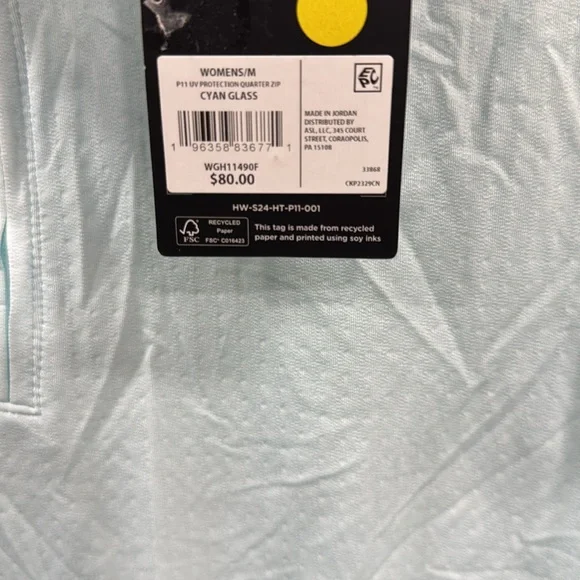 WOMENS/M
P11 UV PROTECTION QUARTER ZIP
CYAN GLASS
1 96358 83677 1
WGH11490F
$80.00
EPC
MADE IN JORDAN
DISTRIBUTED BY
ASL, LLC, 345 COURT
STREET, CORAOPOLIS,
PA 15108
33868
CKP2329CN
HW-S24-HT-P11-001
FSC
RECYCLED
Paper
FSC® C016423
This tag is made from recycled
paper and printed using soy inks